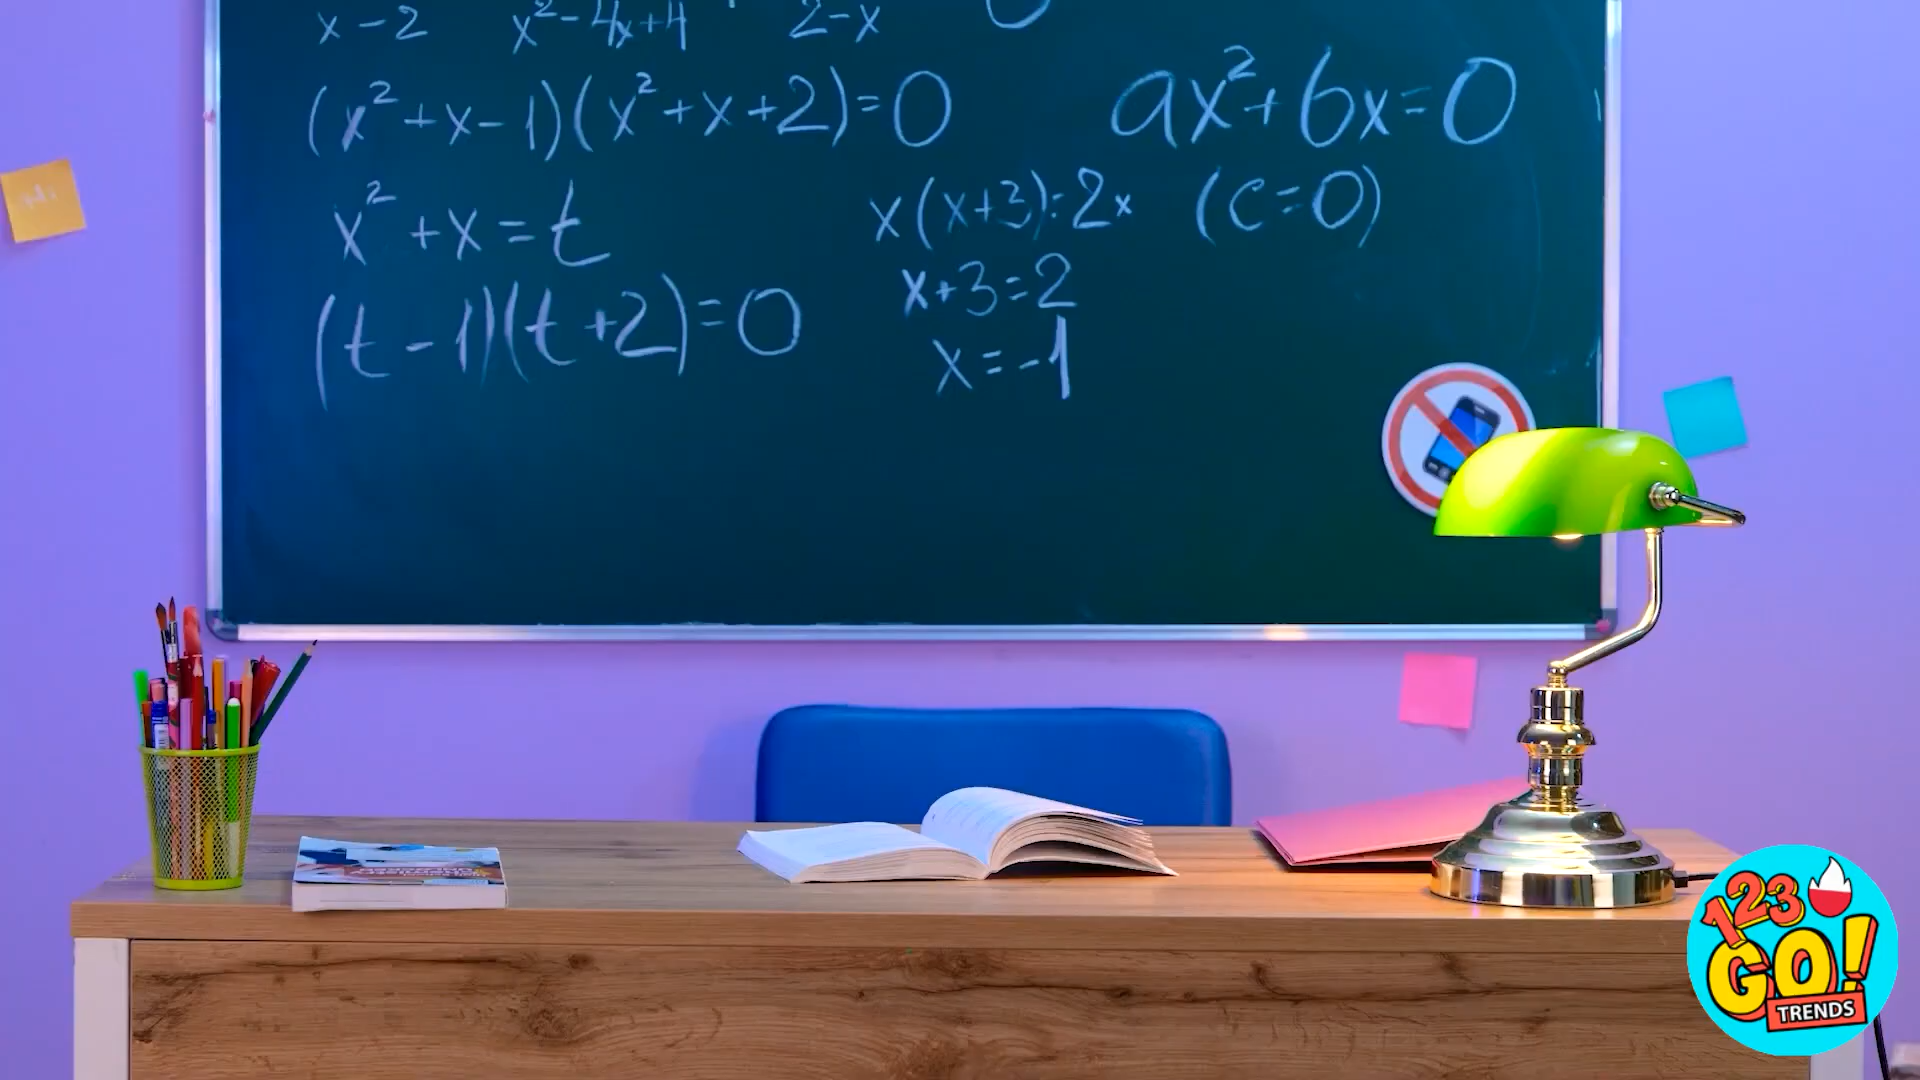 x-2 x²-4x+4 2-x
(x²+x-1)(x²+x+2)=0
x²+x=t
(t-1)(t+2)=0
x(x+3)=2x
x+3=2
x=-1
ax²+6x=0
(c=0)
123
GO!
TRENDS